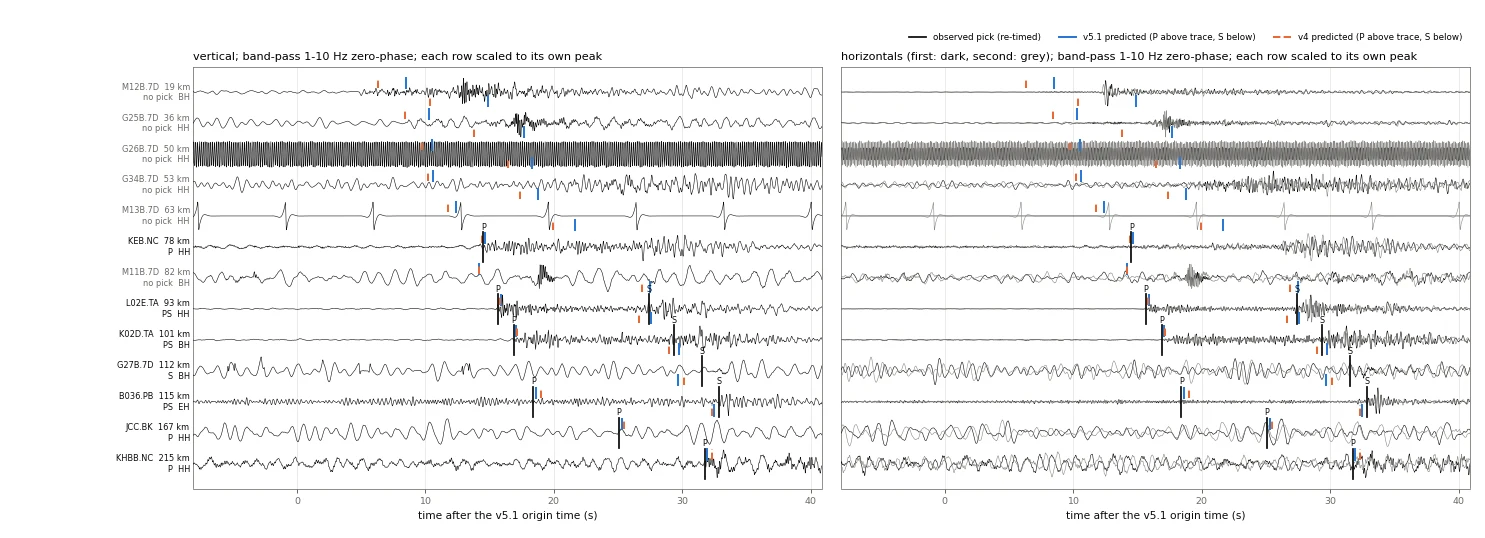 observed pick (re-timed) v5.1 predicted (P above trace, S below) v4 predicted (P above trace, S below)
vertical; band-pass 1-10 Hz zero-phase; each row scaled to its own peak
horizontals (first: dark, second: grey); band-pass 1-10 Hz zero-phase; each row scaled to its own peak
M12B.7D 19 km
no pick BH
G25B.7D 36 km
no pick HH
G26B.7D 50 km
no pick HH
G34B.7D 53 km
no pick HH
M13B.7D 63 km
no pick HH
P P
KEB.NC 78 km
P HH
M11B.7D 82 km
no pick HH
P S P S
L02E.TA 93 km
PS HH
P S P S
K02D.TA 101 km
PS BH
S S
G27B.7D 112 km
S BH
P S P S
B036.PB 115 km
PS EH
P P
JCC.BK 167 km
P HH
P P
KHBB.NC 215 km
P HH
0 10 20 30 40 0 10 20 30 40
time after the v5.1 origin time (s) time after the v5.1 origin time (s)